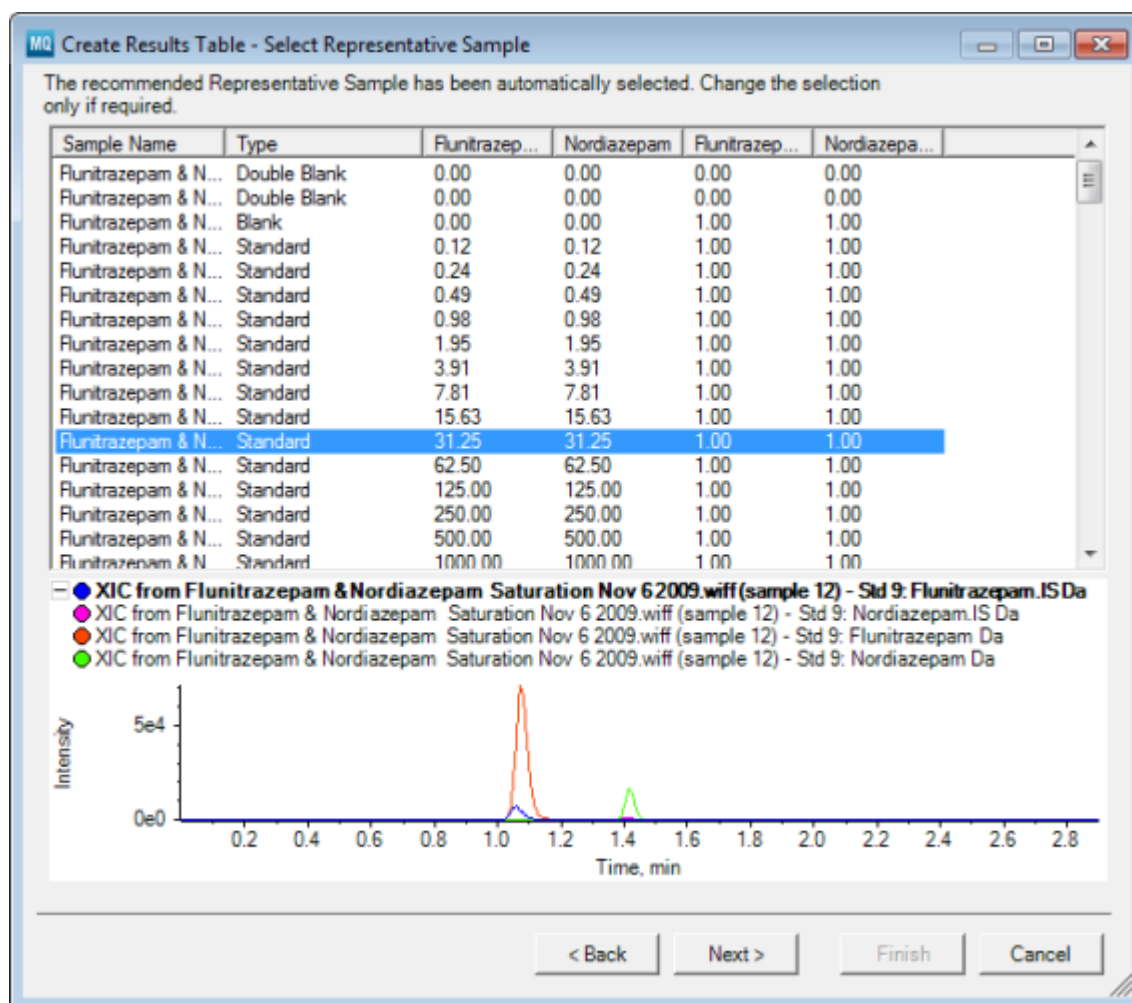 MQ Create Results Table - Select Representative Sample
The recommended Representative Sample has been automatically selected. Change the selection
only if required.
Sample Name Type Flunitrazep... Nordiazepam Flunitrazep... Nordiazepa...
Flunitrazepam & N... Double Blank 0.00 0.00 0.00 0.00
Flunitrazepam & N... Double Blank 0.00 0.00 0.00 0.00
Flunitrazepam & N... Blank 0.00 0.00 1.00 1.00
Flunitrazepam & N... Standard 0.12 0.12 1.00 1.00
Flunitrazepam & N... Standard 0.24 0.24 1.00 1.00
Flunitrazepam & N... Standard 0.49 0.49 1.00 1.00
Flunitrazepam & N... Standard 0.98 0.98 1.00 1.00
Flunitrazepam & N... Standard 1.95 1.95 1.00 1.00
Flunitrazepam & N... Standard 3.91 3.91 1.00 1.00
Flunitrazepam & N... Standard 7.81 7.81 1.00 1.00
Flunitrazepam & N... Standard 15.63 15.63 1.00 1.00
Flunitrazepam & N... Standard 31.25 31.25 1.00 1.00
Flunitrazepam & N... Standard 62.50 62.50 1.00 1.00
Flunitrazepam & N... Standard 125.00 125.00 1.00 1.00
Flunitrazepam & N... Standard 250.00 250.00 1.00 1.00
Flunitrazepam & N... Standard 500.00 500.00 1.00 1.00
Flunitrazepam & N... Standard 1000.00 1000.00 1.00 1.00
XIC from Flunitrazepam & Nordiazepam Saturation Nov 6 2009.wiff (sample 12) - Std 9: Flunitrazepam.IS Da
XIC from Flunitrazepam & Nordiazepam Saturation Nov 6 2009.wiff (sample 12) - Std 9: Nordiazepam.IS Da
XIC from Flunitrazepam & Nordiazepam Saturation Nov 6 2009.wiff (sample 12) - Std 9: Flunitrazepam Da
XIC from Flunitrazepam & Nordiazepam Saturation Nov 6 2009.wiff (sample 12) - Std 9: Nordiazepam Da
Intensity
5e4
0e0
0.2 0.4 0.6 0.8 1.0 1.2 1.4 1.6 1.8 2.0 2.2 2.4 2.6 2.8
Time, min
< Back Next > Finish Cancel